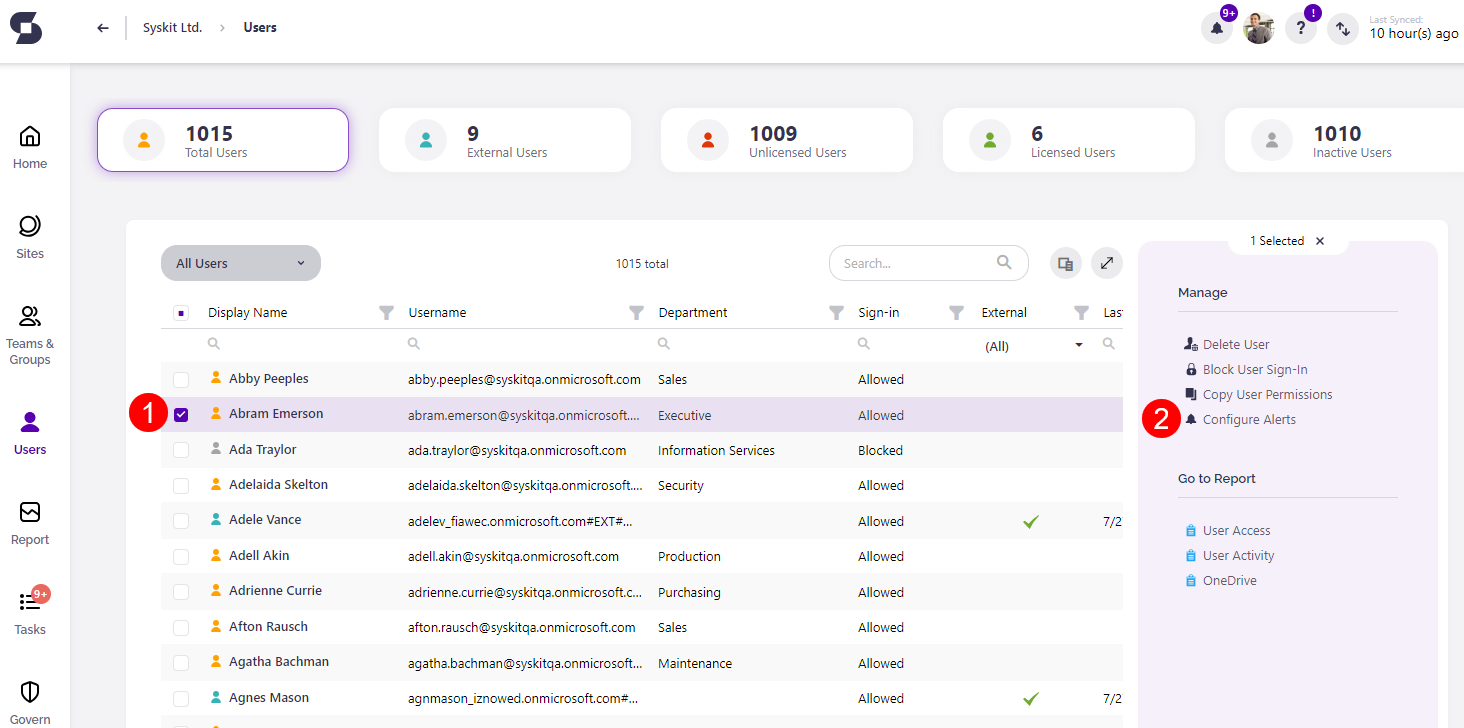 9+
!
Syskit Ltd.
Users
?
Last Synced:
10 hour(s) ago
Home
Sites
Teams &
Groups
Users
Report
9+
Tasks
Govern
1015
Total Users
9
External Users
1009
Unlicensed Users
6
Licensed Users
1010
Inactive Users
All Users
1015 total
Search...
Display Name Username Department Sign-in External Las
(All)
Abby Peeples abby.peeples@syskitqa.onmicrosoft.com Sales Allowed
1 Abram Emerson abram.emerson@syskitqa.onmicrosoft.... Executive Allowed
Ada Traylor ada.traylor@syskitqa.onmicrosoft.com Information Services Blocked
Adelaida Skelton adelaida.skelton@syskitqa.onmicrosoft.... Security Allowed
Adele Vance adelev_fiawec.onmicrosoft.com#EXT#... Allowed 7/2
Adell Akin adell.akin@syskitqa.onmicrosoft.com Production Allowed
Adrienne Currie adrienne.currie@syskitqa.onmicrosoft.c... Purchasing Allowed
Afton Rausch afton.rausch@syskitqa.onmicrosoft.com Sales Allowed
Agatha Bachman agatha.bachman@syskitqa.onmicrosoft... Maintenance Allowed
Agnes Mason agnmason_iznowed.onmicrosoft.com#... Allowed 7/2
1 Selected
Manage
Delete User
Block User Sign-In
Copy User Permissions
2 Configure Alerts
Go to Report
User Access
User Activity
OneDrive